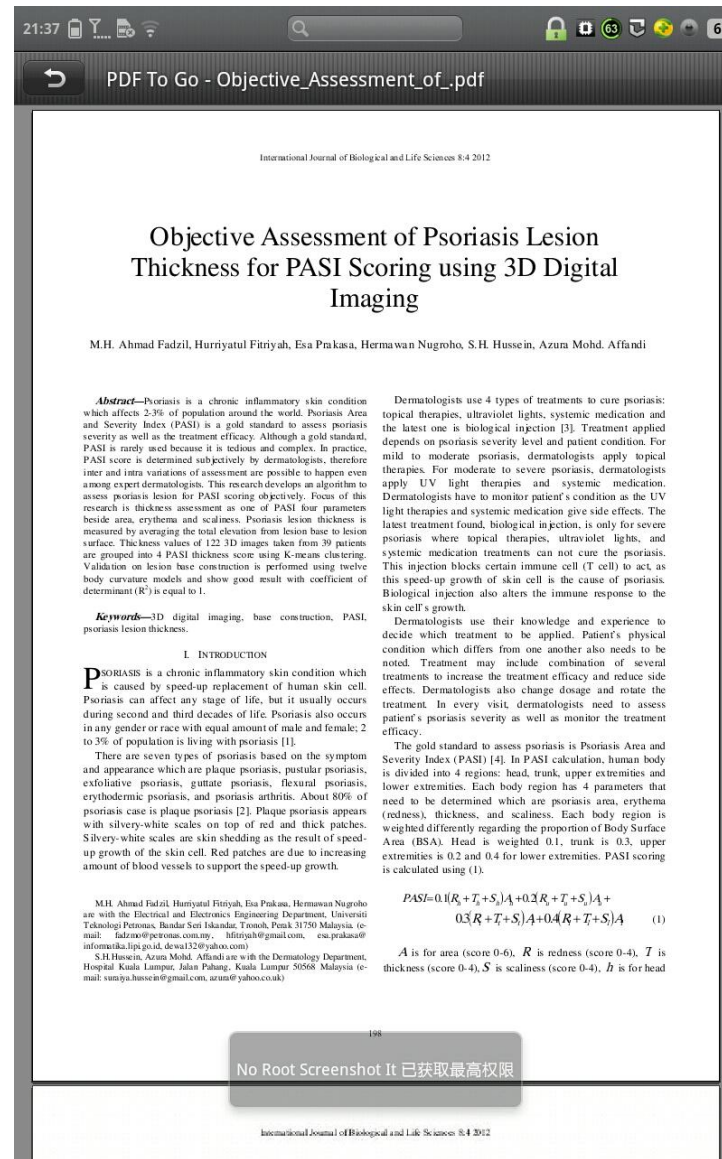 21:37
63
6
PDF To Go - Objective_Assessment_of_.pdf
International Journal of Biological and Life Sciences 8:4 2012
Objective Assessment of Psoriasis Lesion
Thickness for PASI Scoring using 3D Digital
Imaging
M.H. Ahmad Fadzil, Hurriyatul Fitriyah, Esa Prakasa, Hermawan Nugroho, S.H. Hussein, Azura Mohd. Affandi
Abstract—Psoriasis is a chronic inflammatory skin condition
which affects 2-3% of population around the world. Psoriasis Area
and Severity Index (PASI) is a gold standard to assess psoriasis
severity as well as the treatment efficacy. Although a gold standard,
PASI is rarely used because it is tedious and complex. In practice,
PASI score is determined subjectively by dermatologists, therefore
inter and intra variations of assessment are possible to happen even
among expert dermatologists. This research develops an algorithm to
assess psoriasis lesion for PASI scoring objectively. Focus of this
research is thickness assessment as one of PASI four parameters
beside area, erythema and scaliness. Psoriasis lesion thickness is
measured by averaging the total elevation from lesion base to lesion
surface. Thickness values of 122 3D images taken from 39 patients
are grouped into 4 PASI thickness score using K-means clustering.
Validation on lesion base construction is performed using twelve
body curvature models and show good result with coefficient of
determinant (R²) is equal to 1.
Keywords—3D digital imaging, base construction, PASI,
psoriasis lesion thickness.
I. INTRODUCTION
PSORIASIS is a chronic inflammatory skin condition which
is caused by speed-up replacement of human skin cell.
Psoriasis can affect any stage of life, but it usually occurs
during second and third decades of life. Psoriasis also occurs
in any gender or race with equal amount of male and female; 2
to 3% of population is living with psoriasis [1].
There are seven types of psoriasis based on the symptom
and appearance which are plaque psoriasis, pustular psoriasis,
exfoliative psoriasis, guttate psoriasis, flexural psoriasis,
erythodermic psoriasis, and psoriasis arthritis. About 80% of
psoriasis case is plaque psoriasis [2]. Plaque psoriasis appears
with silvery-white scales on top of red and thick patches.
Silvery-white scales are skin shedding as the result of speed-
up growth of the skin cell. Red patches are due to increasing
amount of blood vessels to support the speed-up growth.
M.H. Ahmad Fadzil, Hurriyatul Fitriyah, Esa Prakasa, Hermawan Nugroho
are with the Electrical and Electronics Engineering Department, Universiti
Teknologi Petronas, Bandar Seri Iskandar, Tronoh, Perak 31750 Malaysia. (e-
mail: fadzmo@petronas.com.my, hfitriyah@gmail.com, esa.prakasa@
informatika.lipi.go.id, dewa132@yahoo.com)
S.H.Hussein, Azura Mohd. Affandi are with the Dermatology Department,
Hospital Kuala Lumpur, Jalan Pahang, Kuala Lumpur 50568 Malaysia (e-
mail: suraiya.hussein@gmail.com, azura@yahoo.co.uk)
Dermatologists use 4 types of treatments to cure psoriasis:
topical therapies, ultraviolet lights, systemic medication and
the latest one is biological injection [3]. Treatment applied
depends on psoriasis severity level and patient condition. For
mild to moderate psoriasis, dermatologists apply topical
therapies. For moderate to severe psoriasis, dermatologists
apply UV light therapies and systemic medication.
Dermatologists have to monitor patient's condition as the UV
light therapies and systemic medication give side effects. The
latest treatment found, biological injection, is only for severe
psoriasis where topical therapies, ultraviolet lights, and
systemic medication treatments can not cure the psoriasis.
This injection blocks certain immune cell (T cell) to act, as
this speed-up growth of skin cell is the cause of psoriasis.
Biological injection also alters the immune response to the
skin cell's growth.
Dermatologists use their knowledge and experience to
decide which treatment to be applied. Patient's physical
condition which differs from one another also needs to be
noted. Treatment may include combination of several
treatments to increase the treatment efficacy and reduce side
effects. Dermatologists also change dosage and rotate the
treatment. In every visit, dermatologists need to assess
patient's psoriasis severity as well as monitor the treatment
efficacy.
The gold standard to assess psoriasis is Psoriasis Area and
Severity Index (PASI) [4]. In PASI calculation, human body
is divided into 4 regions: head, trunk, upper extremities and
lower extremities. Each body region has 4 parameters that
need to be determined which are psoriasis area, erythema
(redness), thickness, and scaliness. Each body region is
weighted differently regarding the proportion of Body Surface
Area (BSA). Head is weighted 0.1, trunk is 0.3, upper
extremities is 0.2 and 0.4 for lower extremities. PASI scoring
is calculated using (1).
PASI=0.1(R_h+T_h+S_h)A_h+0.2(R_u+T_u+S_u)A_u+
0.3(R_t+T_t+S_t)A_t+0.4(R_l+T_l+S_l)A_l (1)
A is for area (score 0-6), R is redness (score 0-4), T is
thickness (score 0-4), S is scaliness (score 0-4), h is for head
198
No Root Screenshot It 已获取最高权限
International Journal of Biological and Life Sciences 8:4 2012